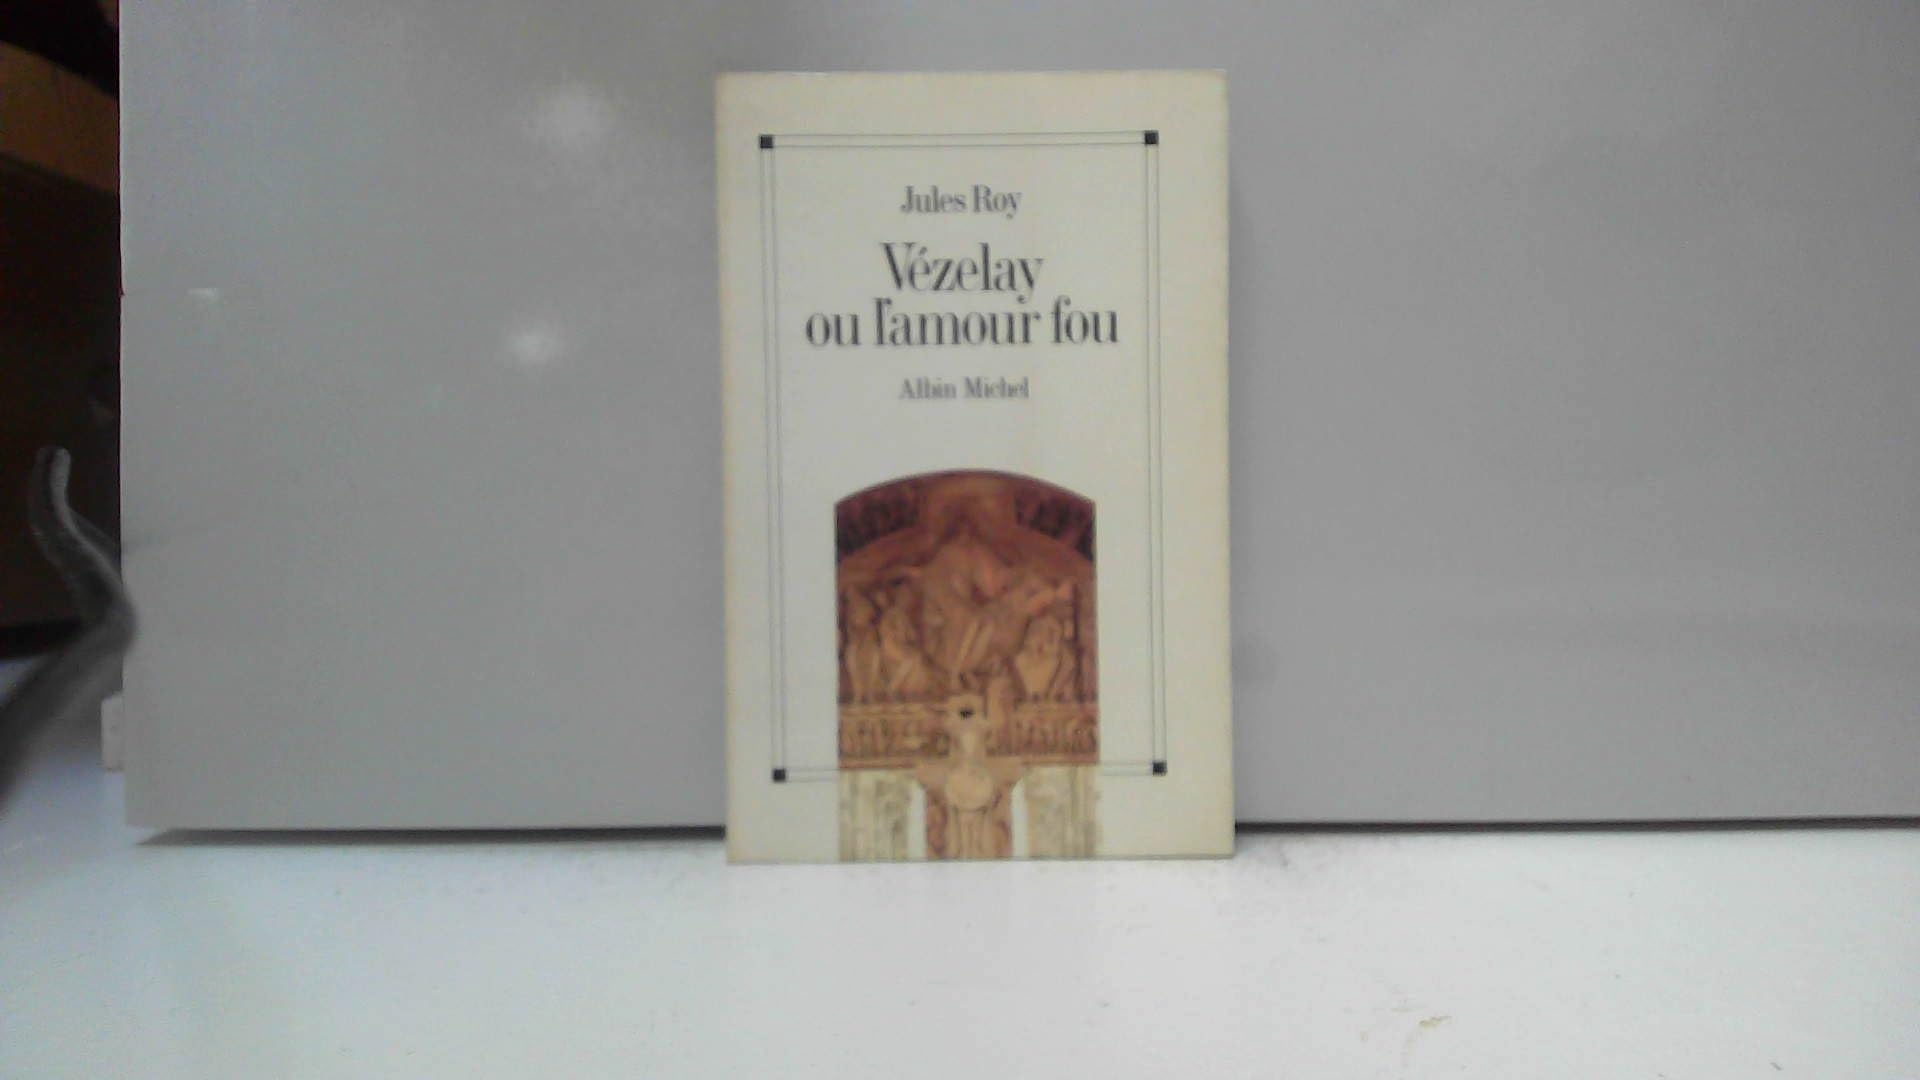 Jules Roy
Vézelay
ou l'amour fou
Albin Michel